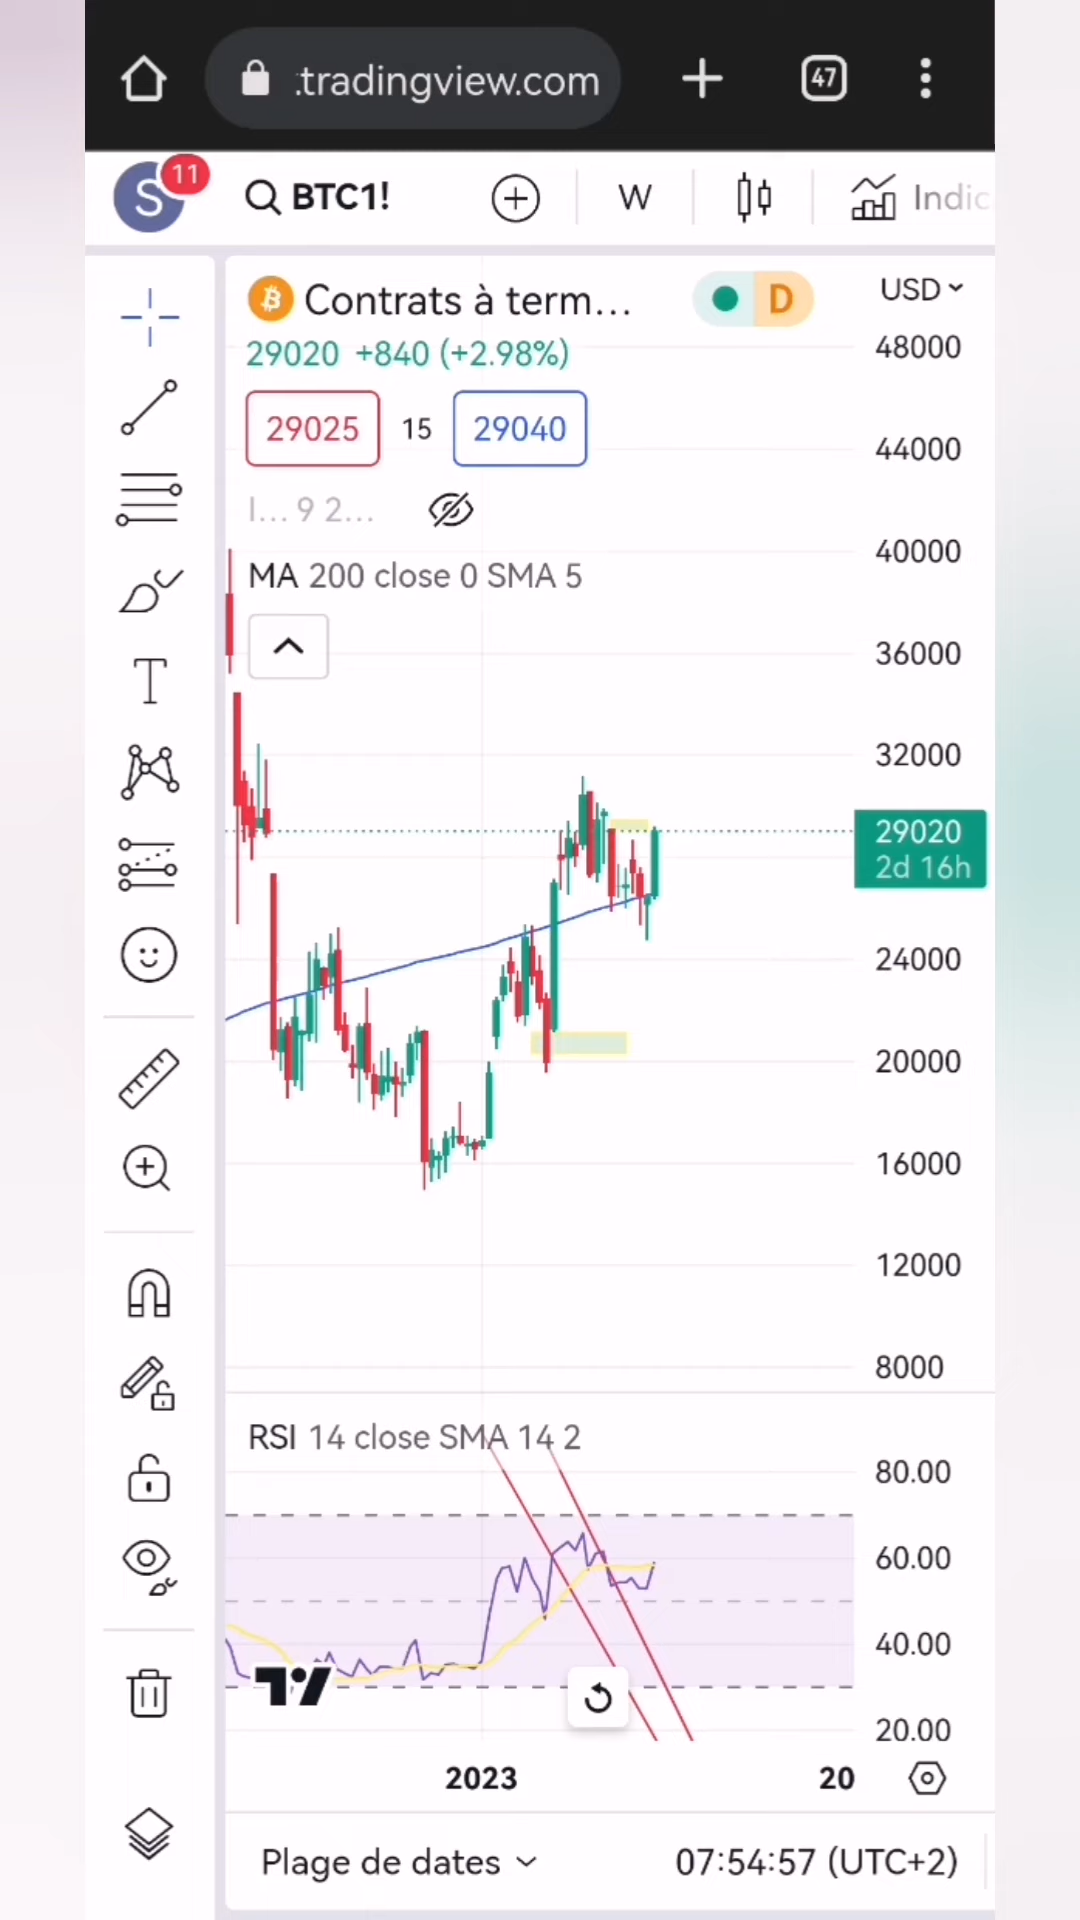 .tradingview.com
47
S
11
BTC1!
W
Indic
Contrats à term...
D
USD
29020 +840 (+2.98%)
29025
15
29040
I... 9 2...
MA 200 close 0 SMA 5
48000
44000
40000
36000
32000
29020
2d 16h
24000
20000
16000
12000
8000
RSI 14 close SMA 14 2
80.00
60.00
40.00
20.00
2023
20
Plage de dates
07:54:57 (UTC+2)